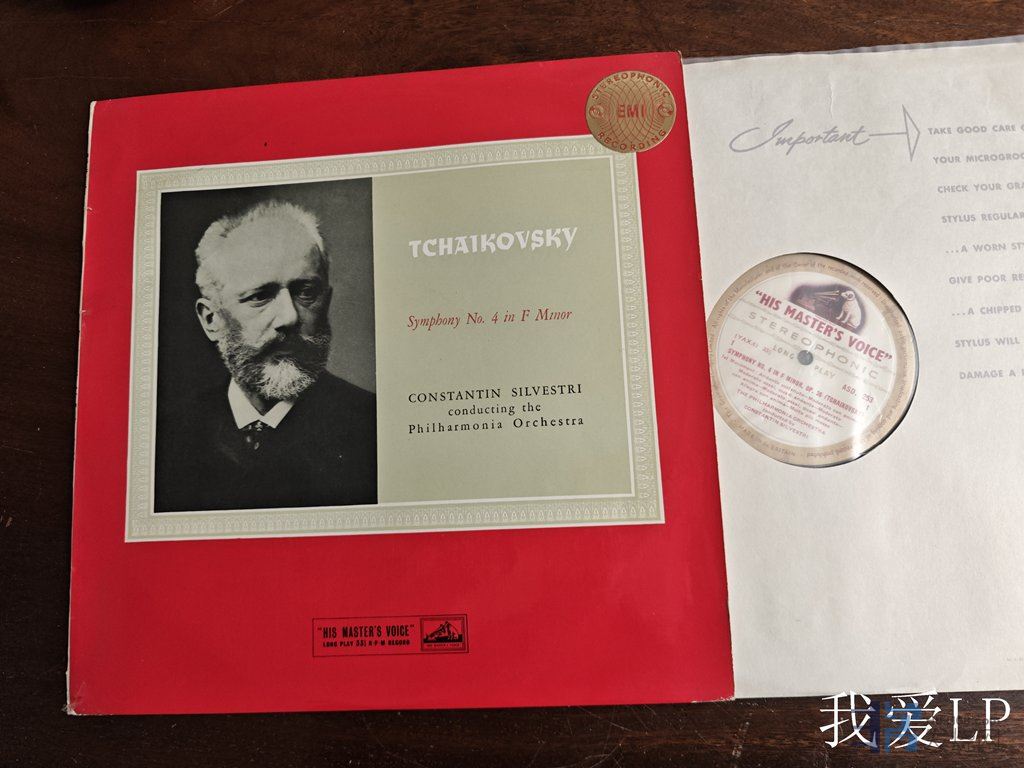 STEREOPHONIC
EMI
RECORDING
TCHAIKOVSKY
Symphony No. 4 in F Minor
CONSTANTIN SILVESTRI
conducting the
Philharmonia Orchestra
"HIS MASTER'S VOICE"
LONG PLAY 33⅓ R·P·M RECORD
Important
TAKE GOOD CARE
YOUR MICROGROO
CHECK YOUR GRA
STYLUS REGULAR
...A WORN STY
GIVE POOR RE
...A CHIPPED
STYLUS WILL
DAMAGE A
"HIS MASTER'S VOICE"
STEREOPHONIC
LONG PLAY
ASD. 253
SYMPHONY NO. 4 IN F MINOR, OP. 36 (TCHAIKOVSKY)
THE PHILHARMONIA ORCHESTRA
conducted by
CONSTANTIN SILVESTRI
我爱LP